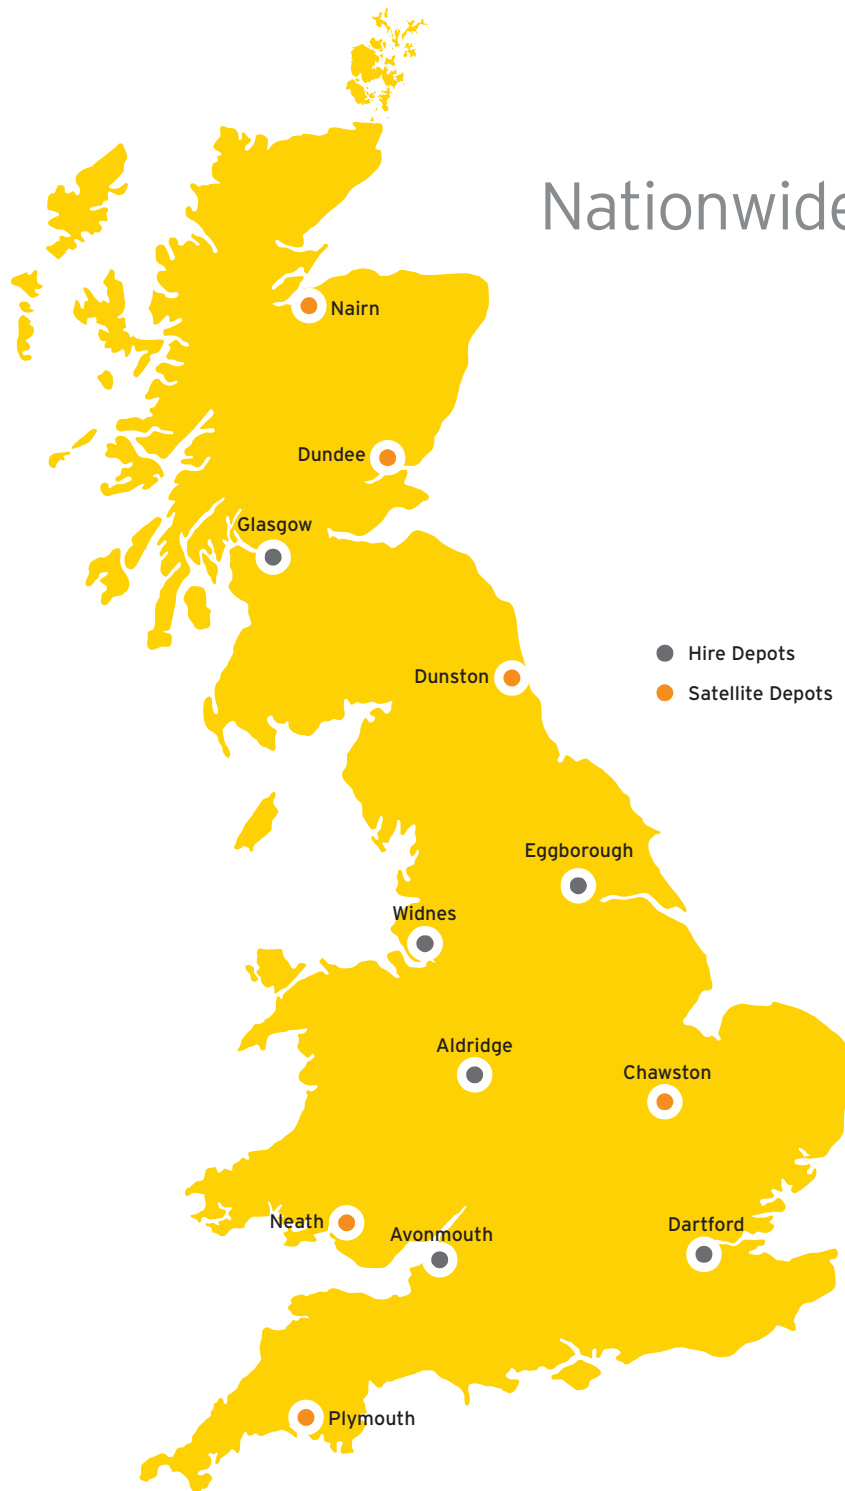 Nationwide
Nairn
Dundee
Glasgow
Hire Depots
Dunston
Satellite Depots
Eggborough
Widnes
Aldridge
Chawston
Neath
Avonmouth
Dartford
Plymouth